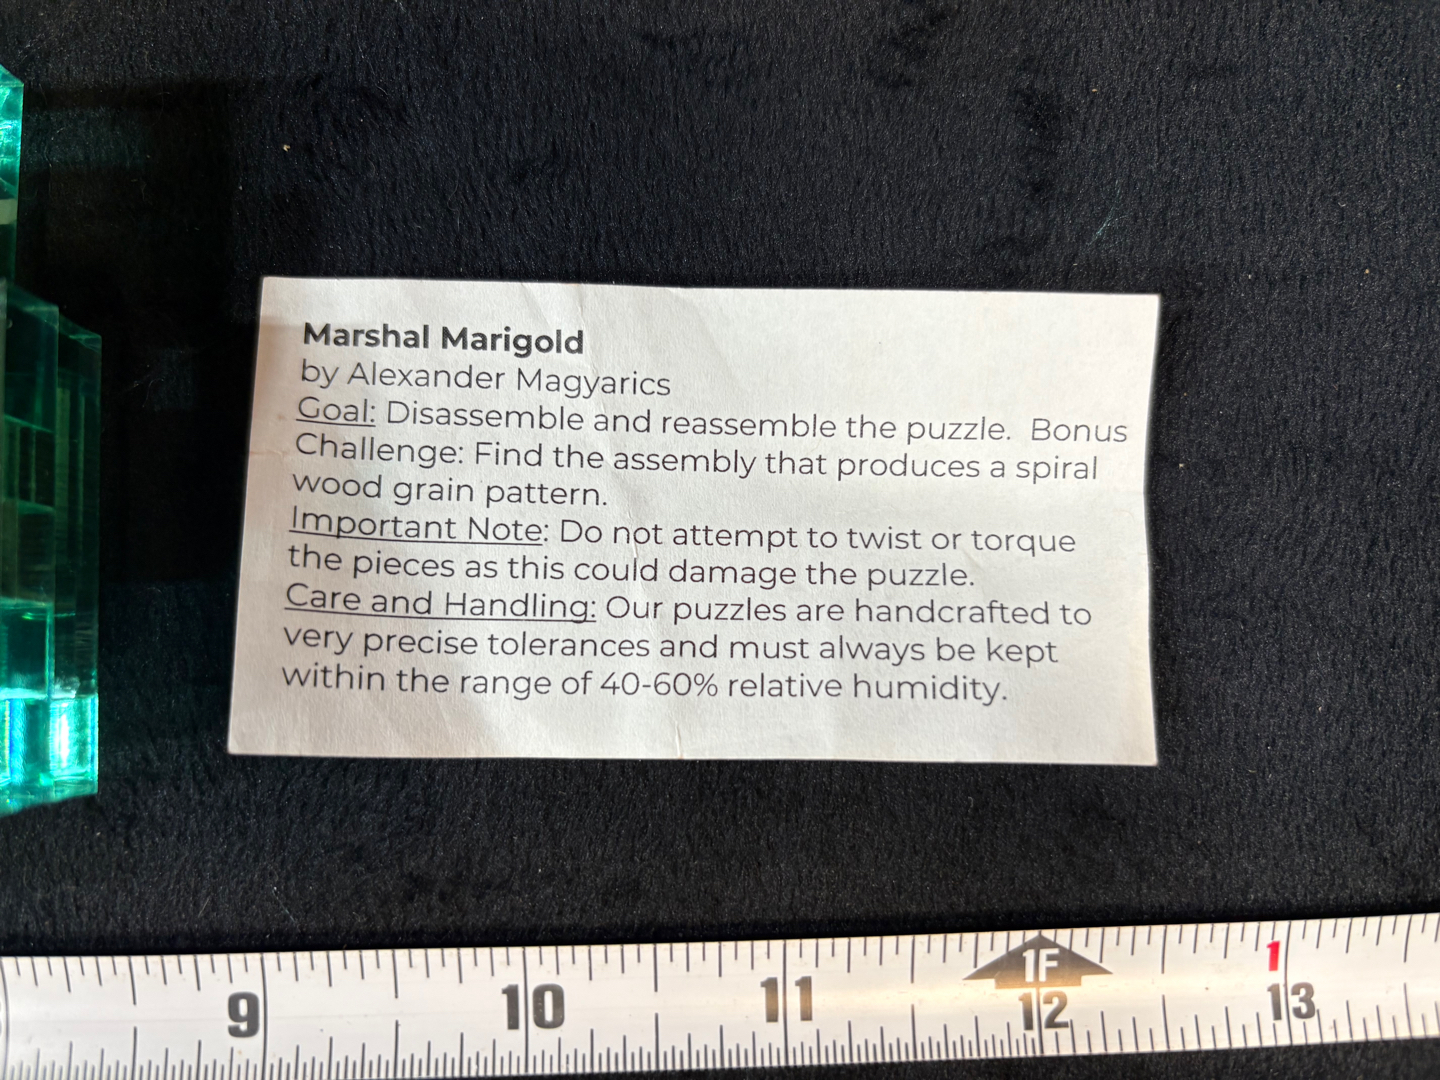 Marshal Marigold
by Alexander Magyarics
Goal: Disassemble and reassemble the puzzle. Bonus
Challenge: Find the assembly that produces a spiral
wood grain pattern.
Important Note: Do not attempt to twist or torque
the pieces as this could damage the puzzle.
Care and Handling: Our puzzles are handcrafted to
very precise tolerances and must always be kept
within the range of 40-60% relative humidity.
1F 1
9 10 11 12 13